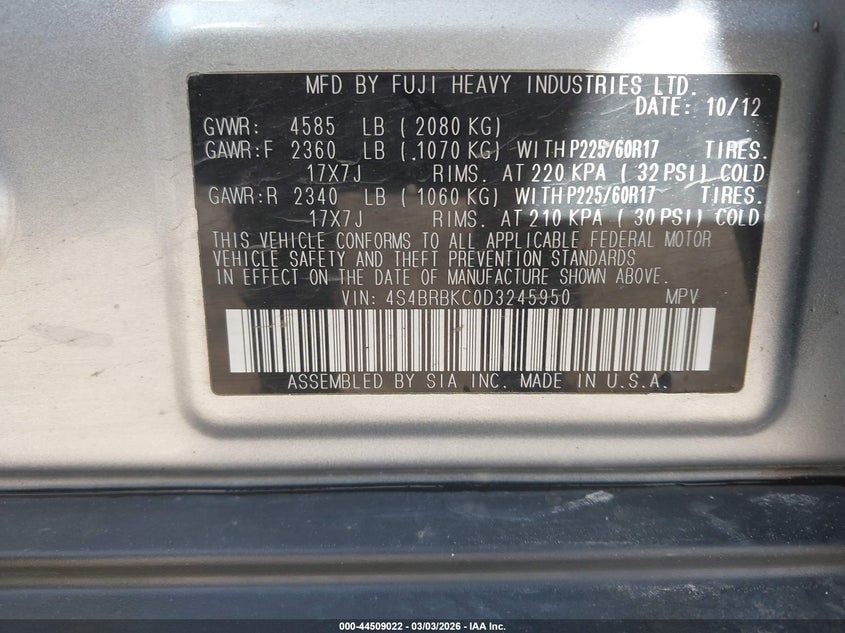 MFD BY FUJI HEAVY INDUSTRIES LTD.
DATE: 10/12
GVWR: 4585 LB ( 2080 KG)
GAWR:F 2360 LB ( 1070 KG) WITH P225/60R17 TIRES.
17X7J RIMS. AT 220 KPA ( 32 PSI) COLD
GAWR:R 2340 LB ( 1060 KG) WITH P225/60R17 TIRES.
17X7J RIMS. AT 210 KPA ( 30 PSI) COLD
THIS VEHICLE CONFORMS TO ALL APPLICABLE FEDERAL MOTOR
VEHICLE SAFETY AND THEFT PREVENTION STANDARDS
IN EFFECT ON THE DATE OF MANUFACTURE SHOWN ABOVE.
VIN: 4S4BRBKC0D3245950 MPV
ASSEMBLED BY SIA INC. MADE IN U.S.A.
000-44509022 - 03/03/2026 - IAA Inc.